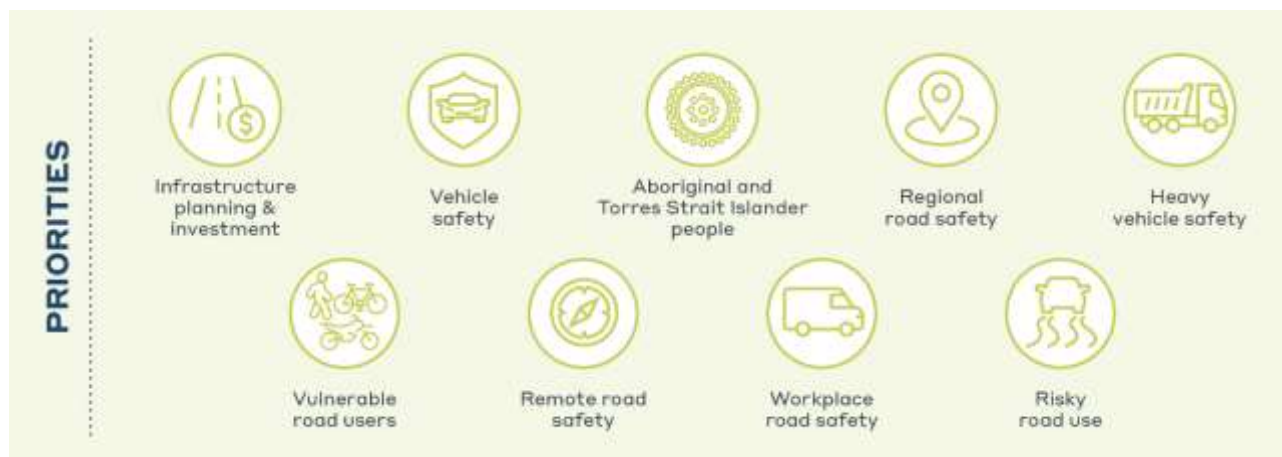 PRIORITIES
$
Infrastructure
planning &
investment
Vehicle
safety
Aboriginal and
Torres Strait Islander
people
Regional
road safety
Heavy
vehicle safety
Vulnerable
road users
Remote road
safety
Workplace
road safety
Risky
road use